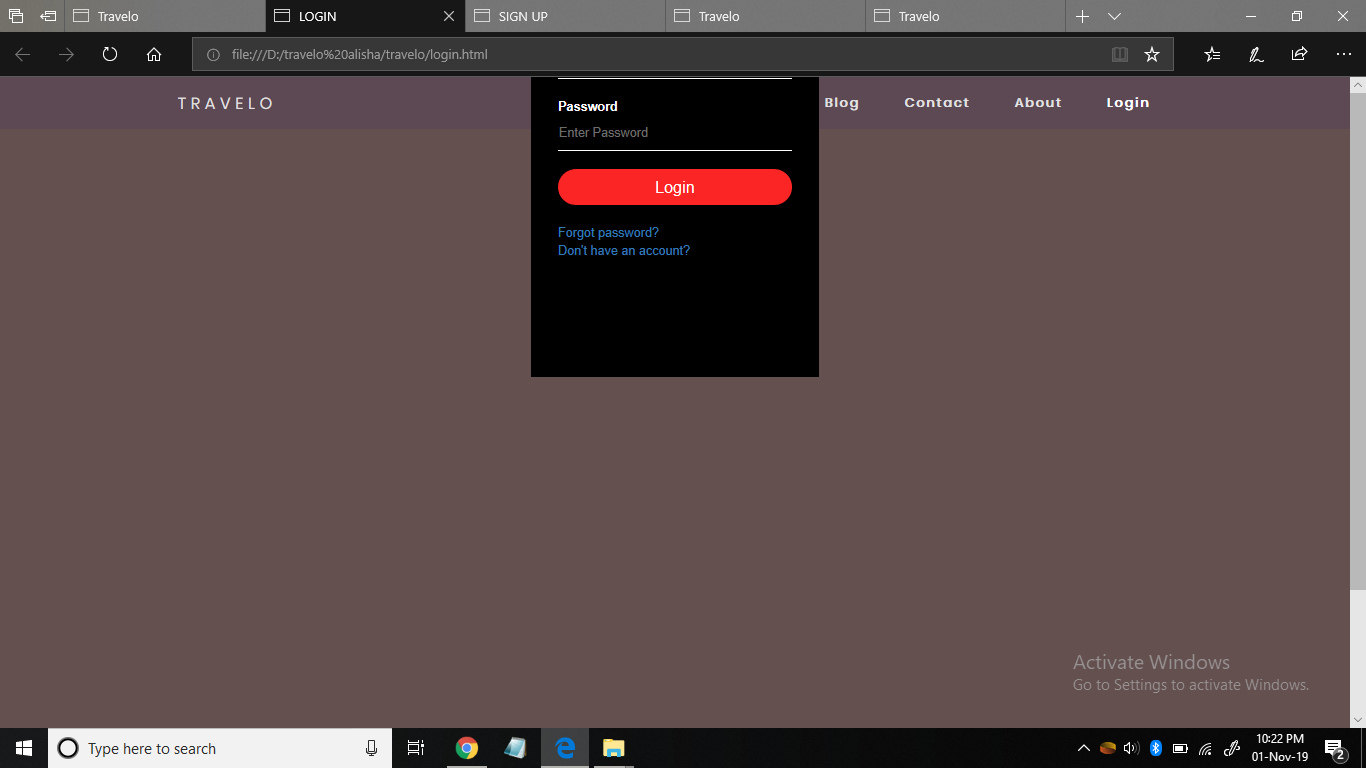 Travelo
LOGIN
SIGN UP
Travelo
Travelo
file:///D:/travelo%20alisha/travelo/login.html
TRAVELO
Blog
Contact
About
Login
Password
Enter Password
Login
Forgot password?
Don't have an account?
Activate Windows
Go to Settings to activate Windows.
Type here to search
10:22 PM
01-Nov-19
2